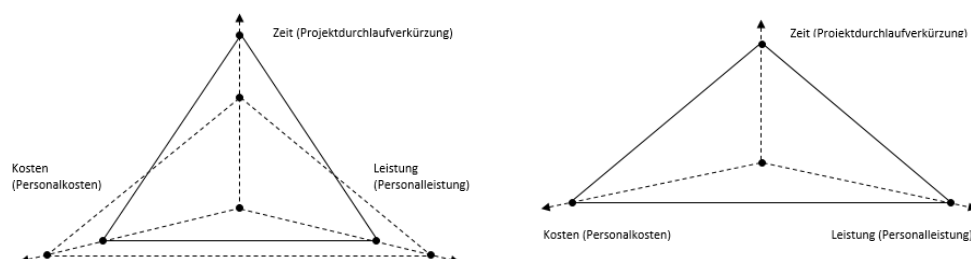 Zeit (Projektdurchlaufverkürzung)
Kosten
(Personalkosten)
Leistung
(Personalleistung)
Zeit (Projektdurchlaufverkürzung)
Kosten (Personalkosten)
Leistung (Personalleistung)